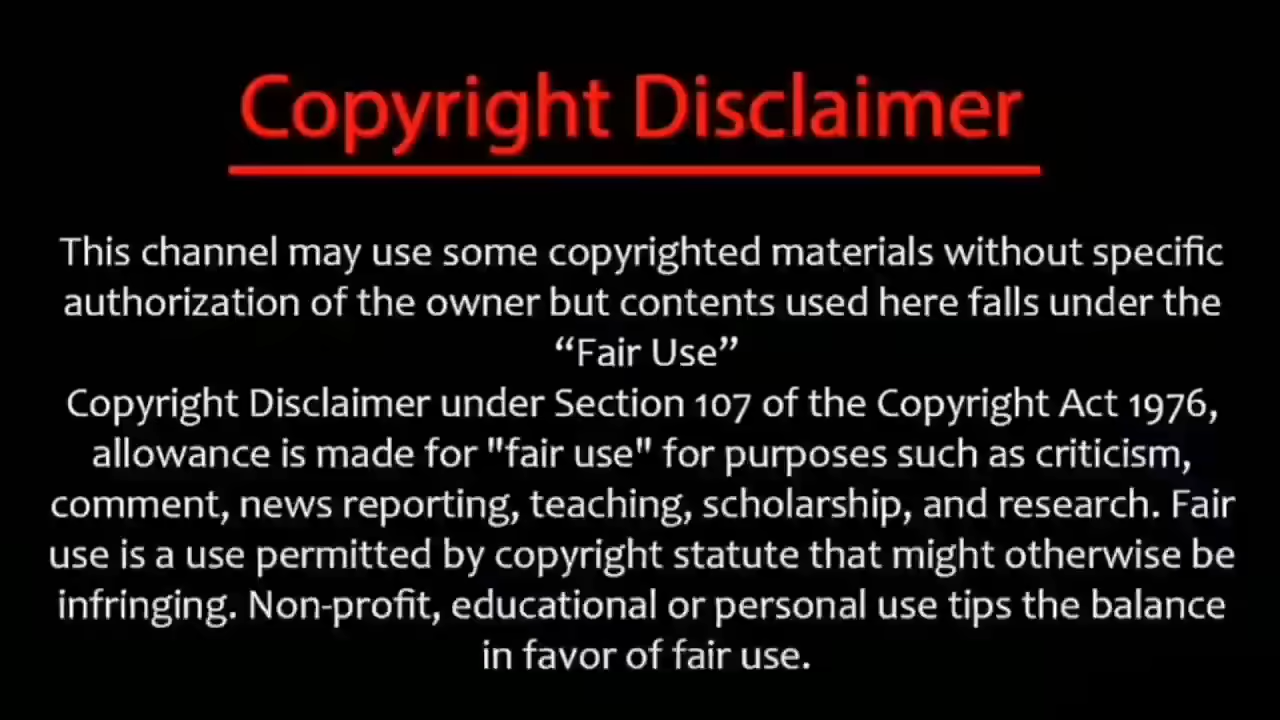 Copyright Disclaimer
This channel may use some copyrighted materials without specific
authorization of the owner but contents used here falls under the
“Fair Use”
Copyright Disclaimer under Section 107 of the Copyright Act 1976,
allowance is made for "fair use" for purposes such as criticism,
comment, news reporting, teaching, scholarship, and research. Fair
use is a use permitted by copyright statute that might otherwise be
infringing. Non-profit, educational or personal use tips the balance
in favor of fair use.